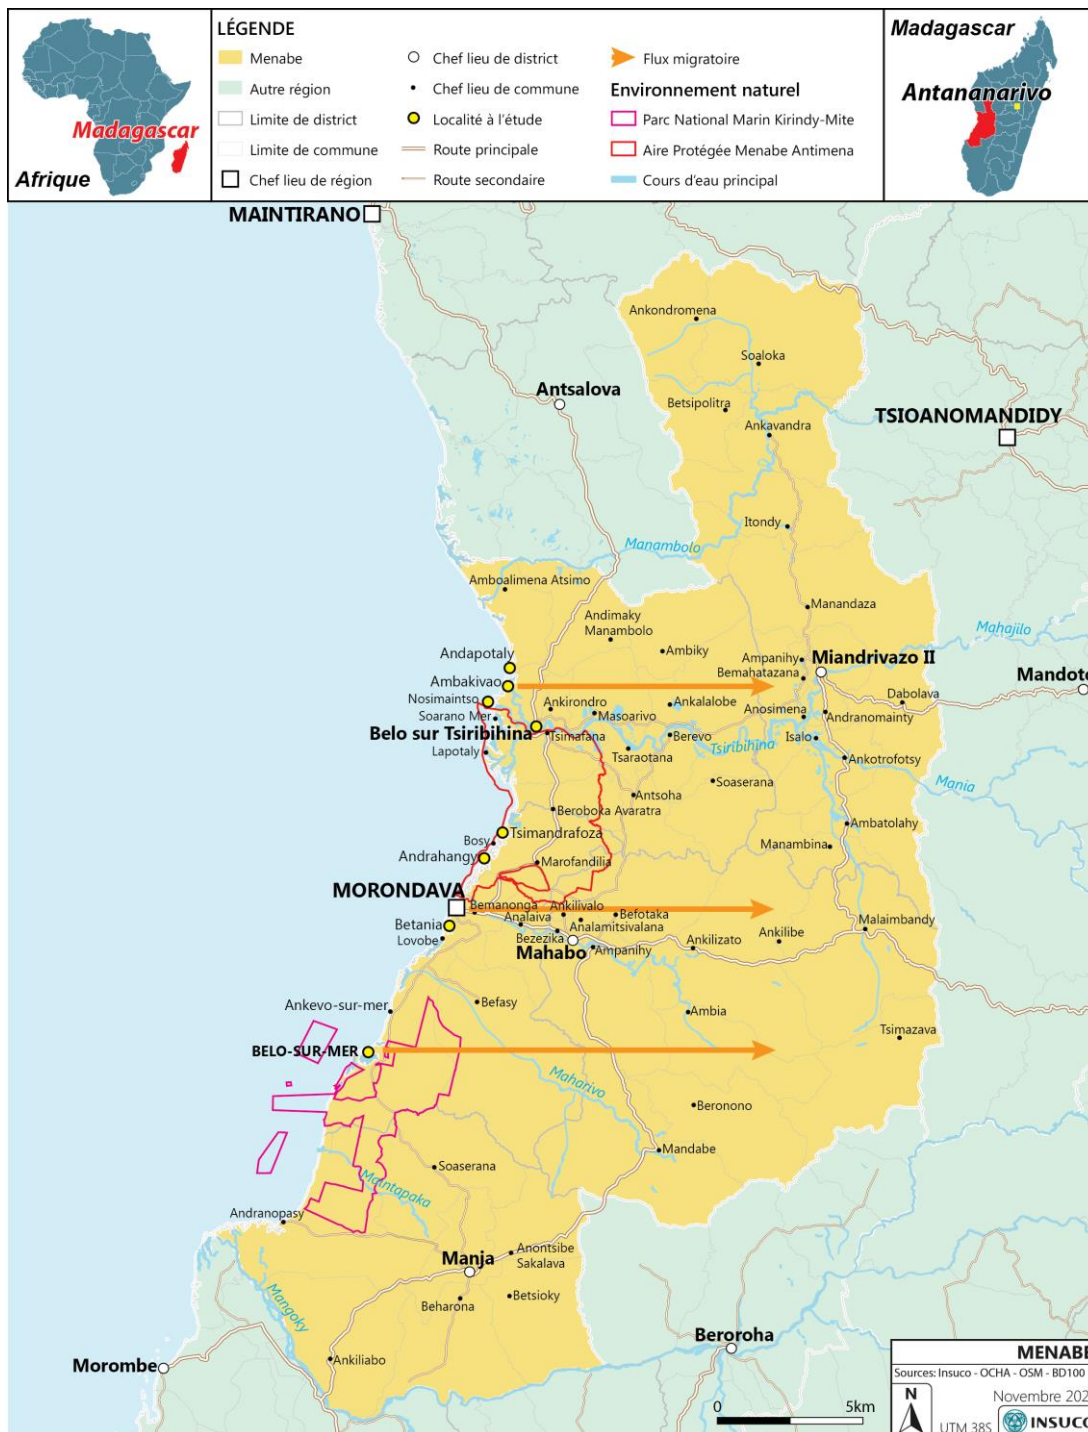 Madagascar
Afrique
LÉGENDE
Menabe
Autre région
Limite de district
Limite de commune
Chef lieu de région
Chef lieu de district
Chef lieu de commune
Localité à l'étude
Route principale
Route secondaire
Flux migratoire
Environnement naturel
Parc National Marin Kirindy-Mite
Aire Protégée Menabe Antimena
Cours d'eau principal
Madagascar
Antananarivo
MAINTIRANO
Ankondromena
Soaloka
Antsalova
Betsipolitra
TSIOANOMANDIDY
Ankavandra
Itondy
Manambolo
Amboalimena Atsimo
Manandaza
Andimaky
Manambolo
Mahajilo
Andapotaly
Ambiky
Ampanihy
Miandrivazo II
Bemahatazana
Mandoto
Ambakivao
Nosimaintso
Ankirondro
Ankalalobe
Dabolava
Soarano Mer
Masoarivo
Anosimena
Andranomainty
Belo sur Tsiribihina
Tsimafana
Berevo
Tsiribihina
Isalo
Lapotaly
Tsaraotana
Ankotrofotsy
Soaserana
Mania
Antsoha
Beroboka Avaratra
Ambatolahy
Tsimandrafoza
Bosy
Manambina
Andrahangy
Marofandilia
MORONDAVA
Bemanonga
Ankilivalo
Befotaka
Malaimbandy
Betania
Analaiva
Analamitsivalana
Lovobe
Bezezika
Ankilibe
Mahabo
Ampanihy
Ankilizato
Ankevo-sur-mer
Befasy
Ambia
Tsimazava
BELO-SUR-MER
Maharivo
Beronono
Mandabe
Soaserana
Maintapaka
Andranopasy
Manja
Anontsibe
Sakalava
Mangoky
Beharona
Betsioky
Beroroha
Morombe
Ankiliabo
MENABE
Sources: Insuco - OCHA - OSM - BD100
0
5km
N
Novembre 202
UTM 38S
INSUCO